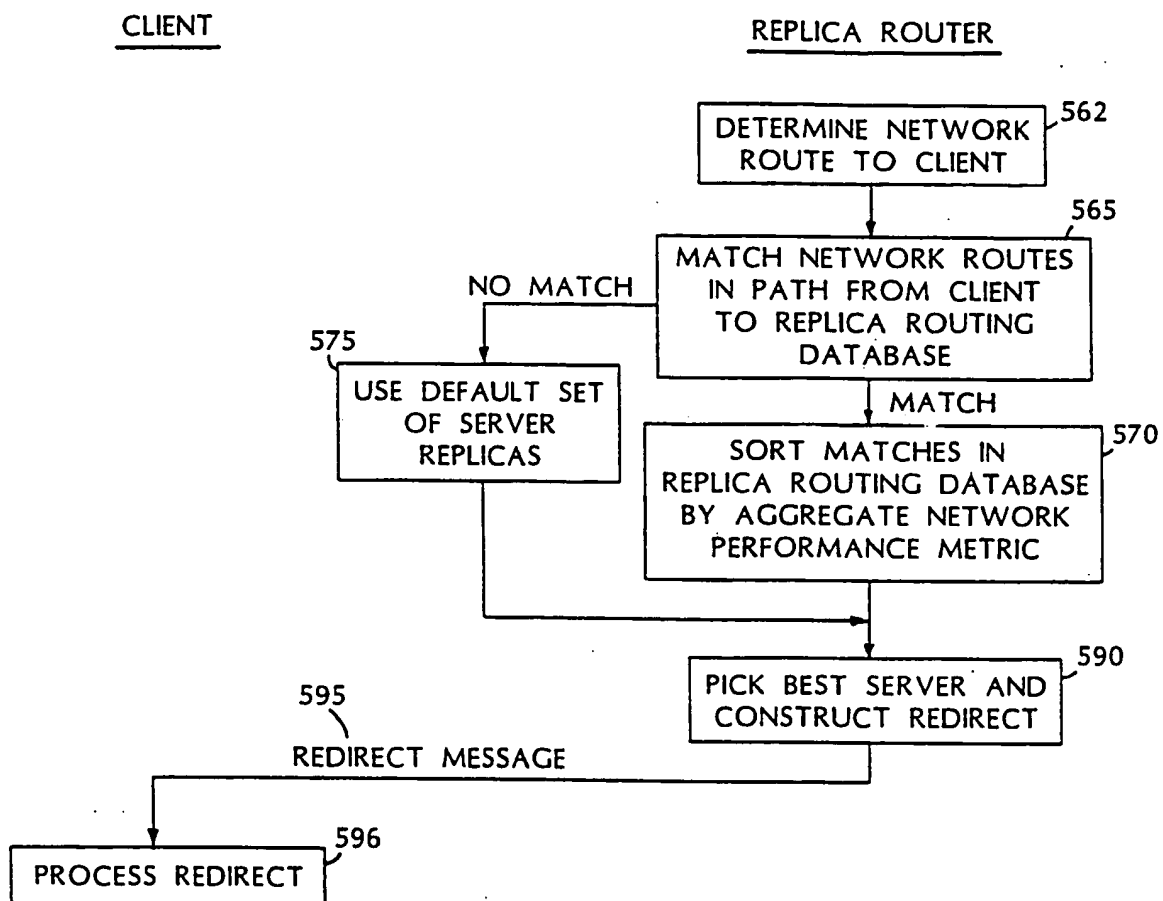 CLIENT
REPLICA ROUTER
562
DETERMINE NETWORK
ROUTE TO CLIENT
565
MATCH NETWORK ROUTES
IN PATH FROM CLIENT
TO REPLICA ROUTING
DATABASE
NO MATCH
575
USE DEFAULT SET
OF SERVER
REPLICAS
MATCH
570
SORT MATCHES IN
REPLICA ROUTING DATABASE
BY AGGREGATE NETWORK
PERFORMANCE METRIC
590
PICK BEST SERVER AND
CONSTRUCT REDIRECT
595
REDIRECT MESSAGE
596
PROCESS REDIRECT